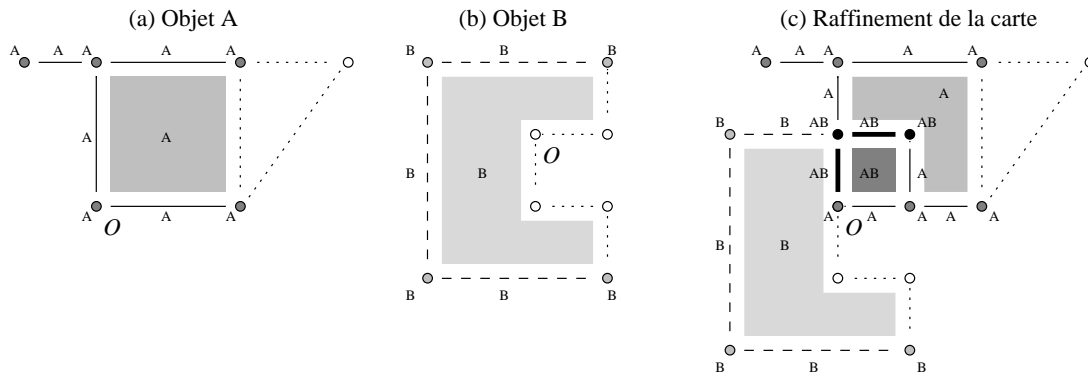 (a) Objet A
(b) Objet B
(c) Raffinement de la carte
A A A A A
A A
A A A
O
B B B
B B
O
B B B
A A A A A
A A
B B AB AB AB
AB AB A
A A A A
O
B B
B B B